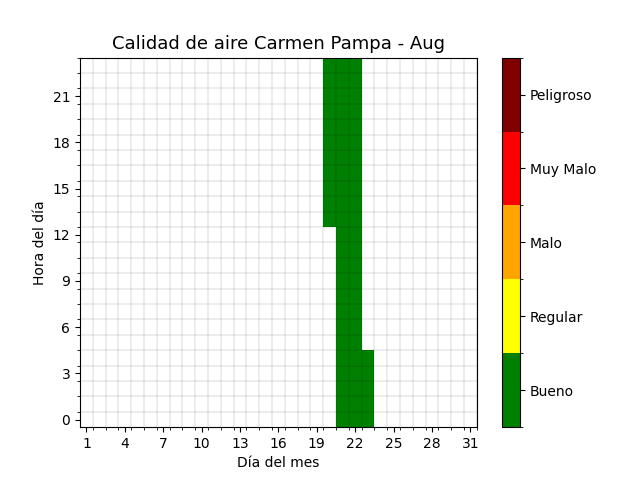 Calidad de aire Carmen Pampa - Aug
Hora del día
21
18
15
12
9
6
3
0
1 4 7 10 13 16 19 22 25 28 31
Día del mes
Peligroso
Muy Malo
Malo
Regular
Bueno